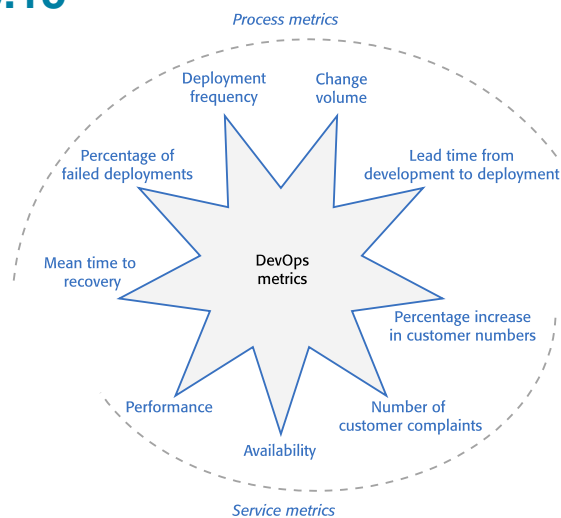 Process metrics
Deployment
frequency
Change
volume
Percentage of
failed deployments
Lead time from
development to deployment
Mean time to
recovery
DevOps
metrics
Percentage increase
in customer numbers
Performance
Number of
customer complaints
Availability
Service metrics